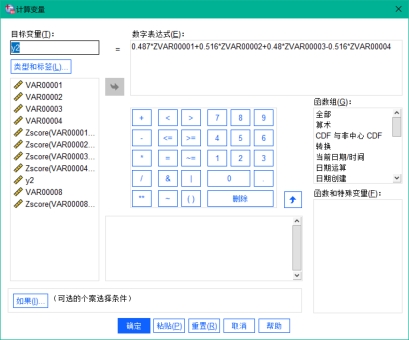 计算变量
目标变量(T):
y2
=
类型和标签(L)...
数字表达式(E):
0.487*ZVAR00001+0.516*ZVAR00002+0.48*ZVAR00003-0.516*ZVAR00004
VAR00001
VAR00002
VAR00003
VAR00004
Zscore(VAR00001...
Zscore(VAR00002...
Zscore(VAR00003...
Zscore(VAR00004...
y2
VAR00008
Zscore(VAR00008...
+ < > 7 8 9
- <= >= 4 5 6
* = ~= 1 2 3
/ & | 0 .
** ~ ( ) 删除
函数组(G):
全部
算术
CDF 与非中心 CDF
转换
当前日期/时间
日期运算
日期创建
函数和特殊变量(F):
如果(I)... (可选的个案选择条件)
确定 粘贴(P) 重置(R) 取消 帮助